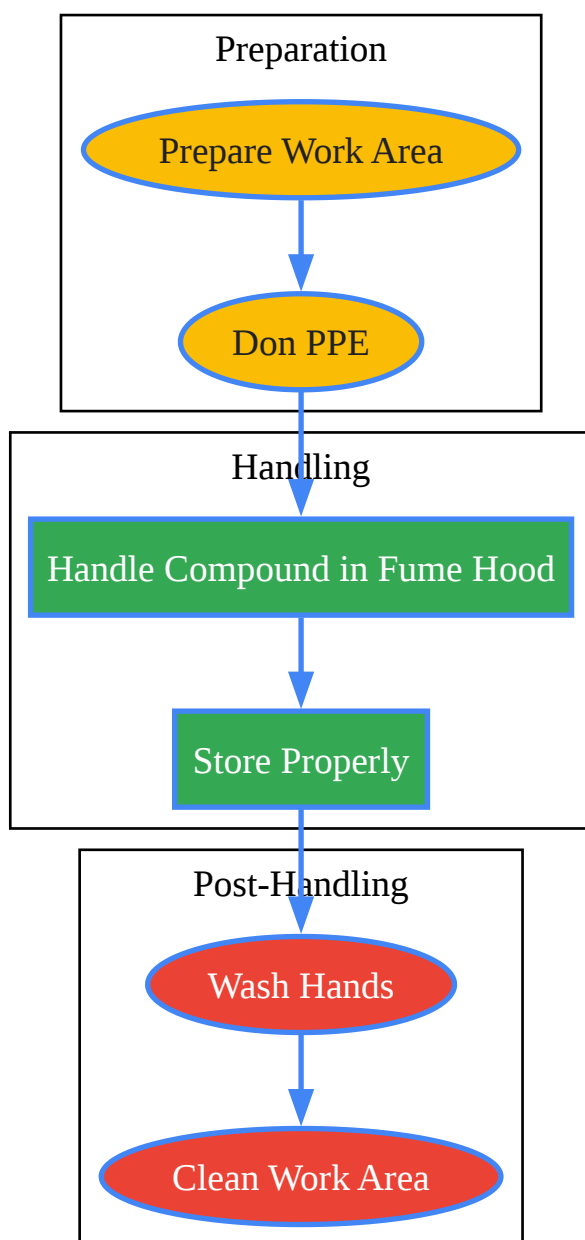 Preparation
Prepare Work Area
Don PPE
Handling
Handle Compound in Fume Hood
Store Properly
Post-Handling
Wash Hands
Clean Work Area